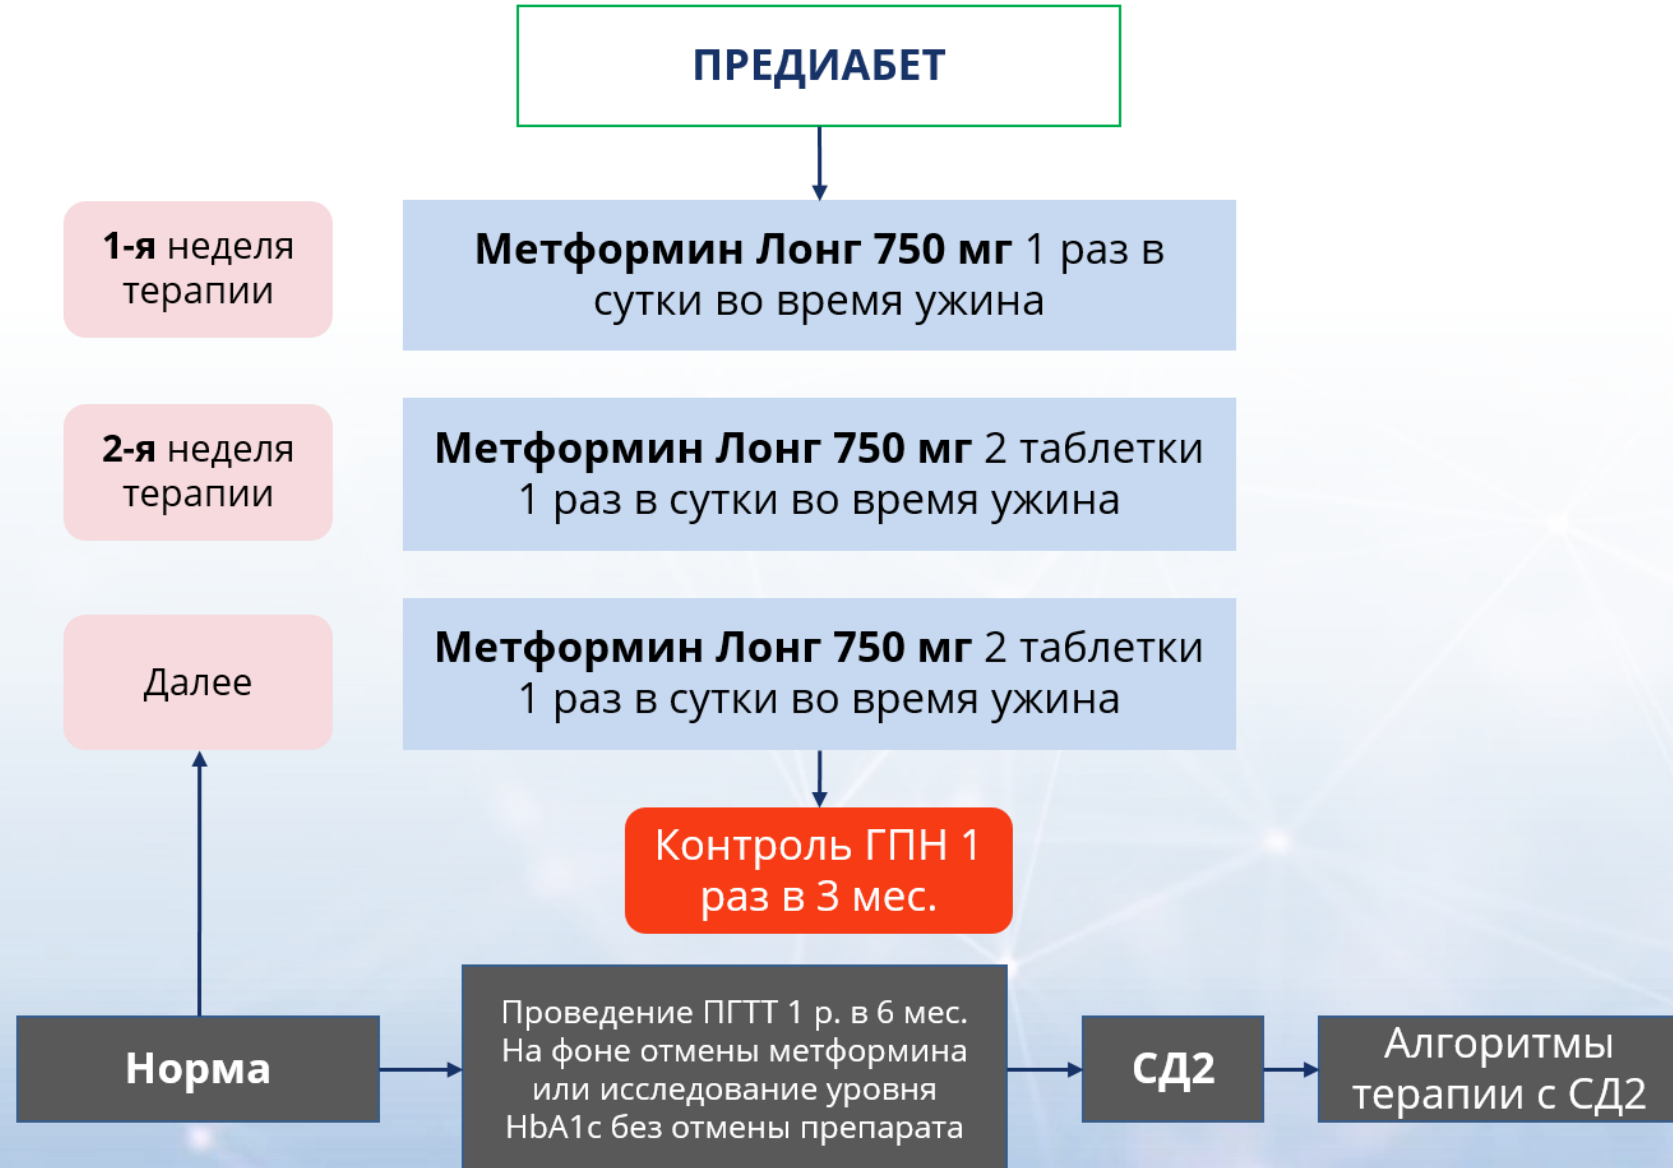 ПРЕДИАБЕТ
1-я неделя
терапии
Метформин Лонг 750 мг 1 раз в
сутки во время ужина
2-я неделя
терапии
Метформин Лонг 750 мг 2 таблетки
1 раз в сутки во время ужина
Далее
Метформин Лонг 750 мг 2 таблетки
1 раз в сутки во время ужина
Контроль ГПН 1
раз в 3 мес.
Норма
Проведение ПГТТ 1 р. в 6 мес.
На фоне отмены метформина
или исследование уровня
HbA1c без отмены препарата
СД2
Алгоритмы
терапии с СД2